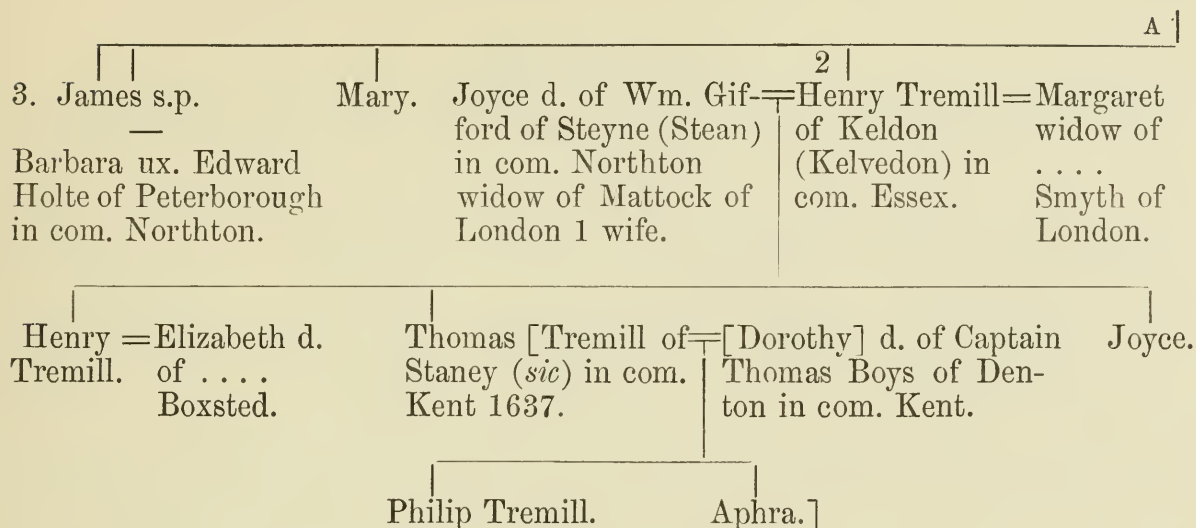 A
2
3. James s.p.
—
Barbara ux. Edward
Holte of Peterborough
in com. Northton.
Mary.
Joyce d. of Wm. Gif-
ford of Steyne (Stean)
in com. Northton
widow of Mattock of
London 1 wife.
=Henry Tremill=
of Keldon
(Kelvedon) in
com. Essex.
Margaret
widow of
. . . .
Smyth of
London.
Henry =
Tremill.
Elizabeth d.
of . . . .
Boxsted.
Thomas [Tremill of=
Staney (sic) in com.
Kent 1637.
[Dorothy] d. of Captain
Thomas Boys of Den-
ton in com. Kent.
Joyce.
Philip Tremill.
Aphra.]